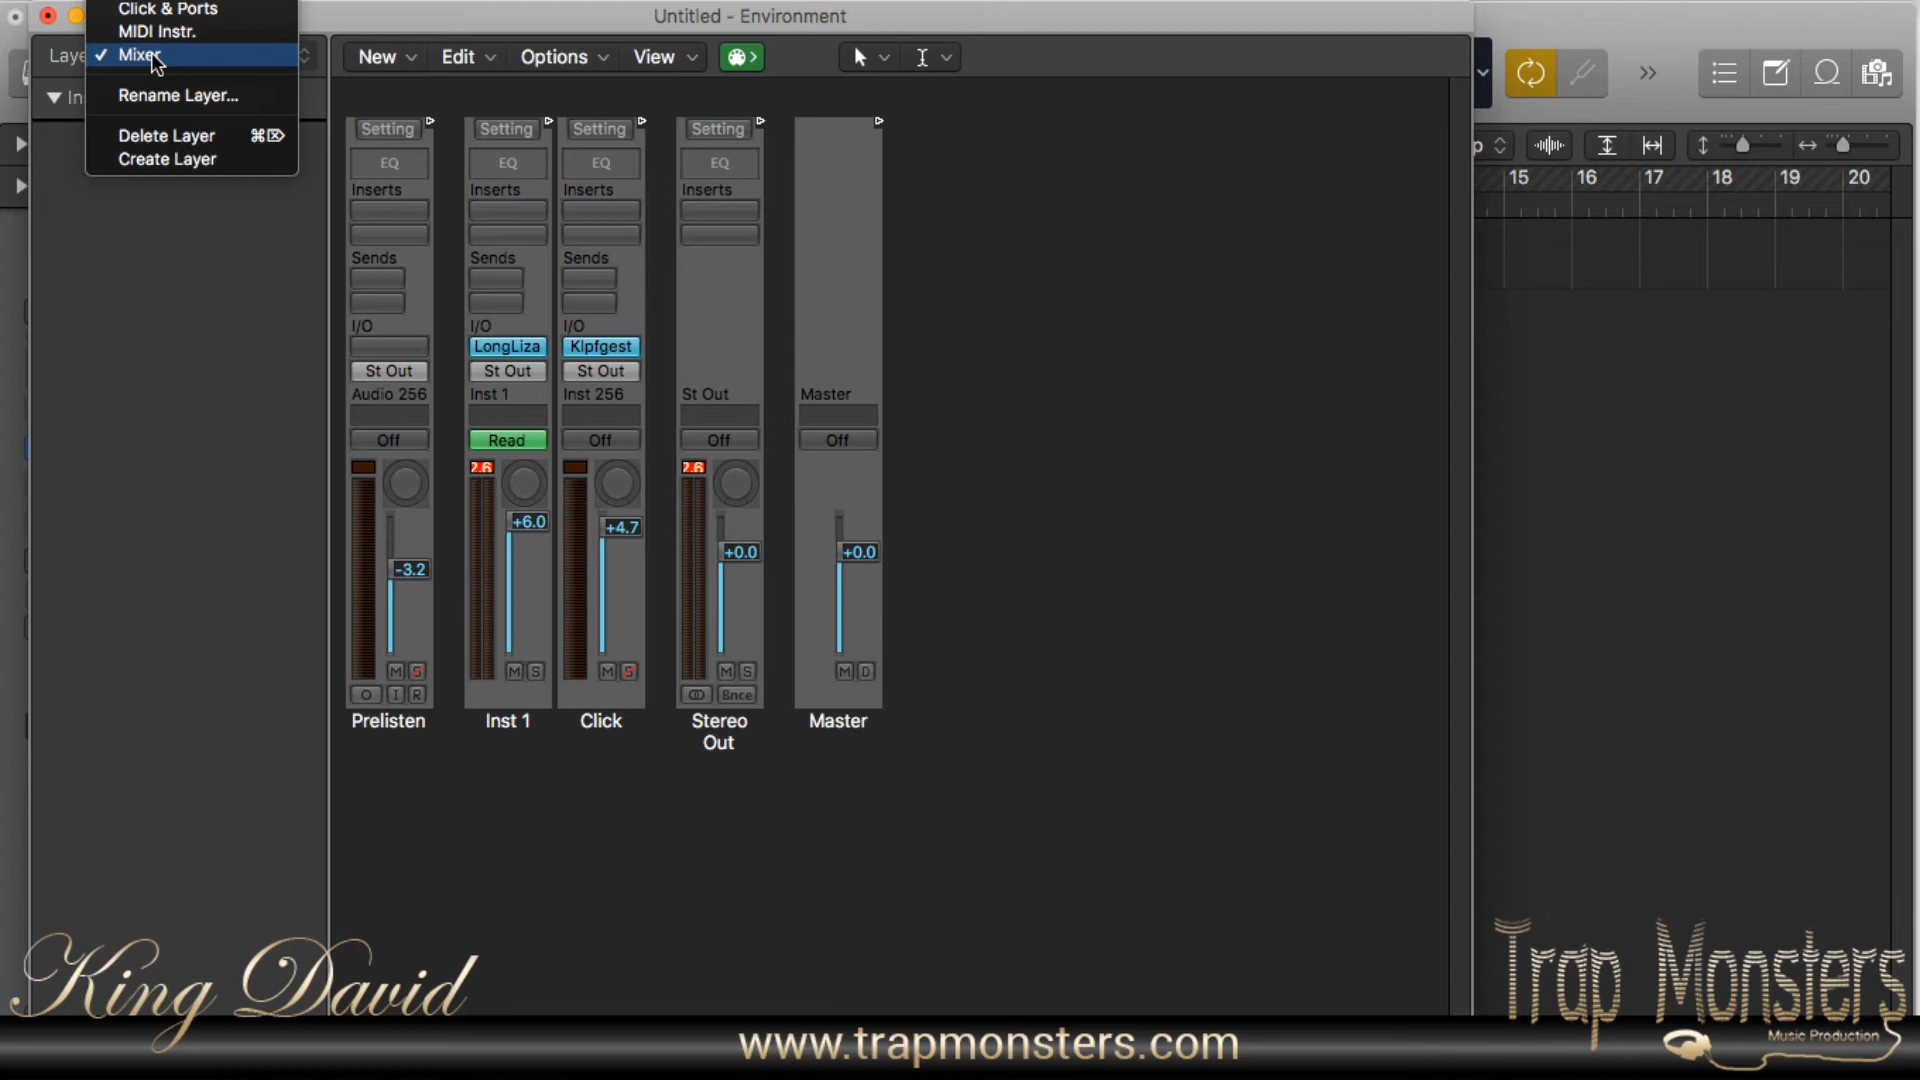 Click & Ports
MIDI Instr.
✓ Mixer
Rename Layer...
Delete Layer ⌘⌦
Create Layer
Untitled - Environment
New Edit Options View
15 16 17 18 19 20
Setting Setting Setting Setting
EQ EQ EQ EQ
Inserts Inserts Inserts Inserts
Sends Sends Sends
I/O I/O I/O
LongLiza Klpfgest
St Out St Out St Out
Audio 256 Inst 1 Inst 256 St Out Master
Off Read Off Off Off
2.6 2.6
+6.0 +4.7
+0.0 +0.0
-3.2
M S M S M S M S M D
O I R Bnce
Prelisten Inst 1 Click Stereo Out Master
King David
Trap Monsters
Music Production
www.trapmonsters.com